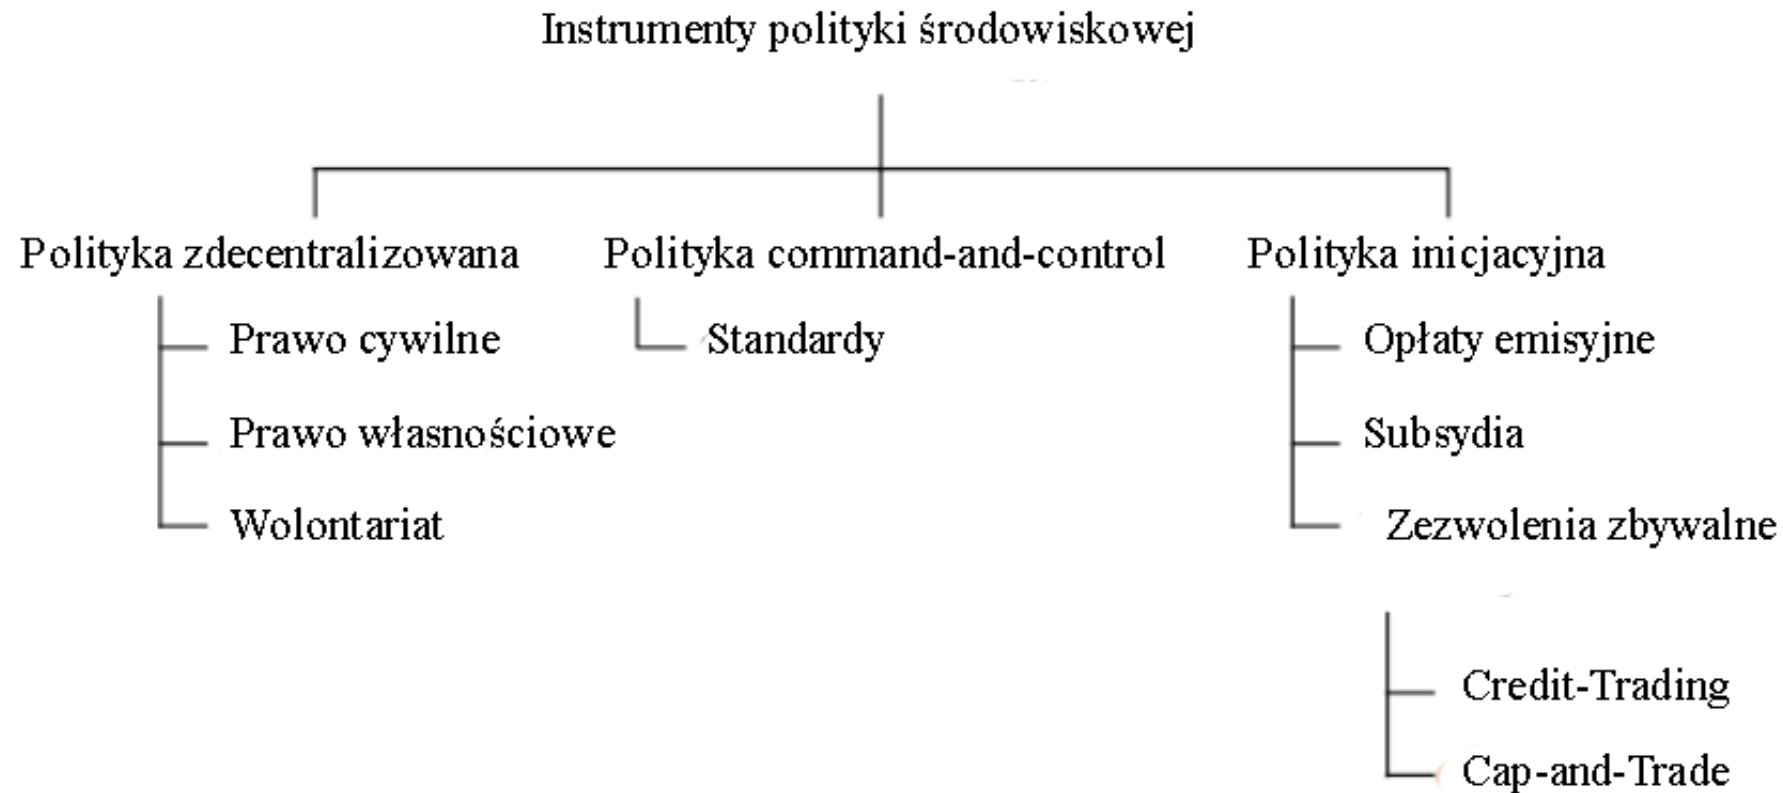 Instrumenty polityki środowiskowej
Polityka zdecentralizowana
Prawo cywilne
Prawo własnościowe
Wolontariat
Polityka command-and-control
Standardy
Polityka inicjacyjna
Opłaty emisyjne
Subsydia
Zezwolenia zbywalne
Credit-Trading
Cap-and-Trade